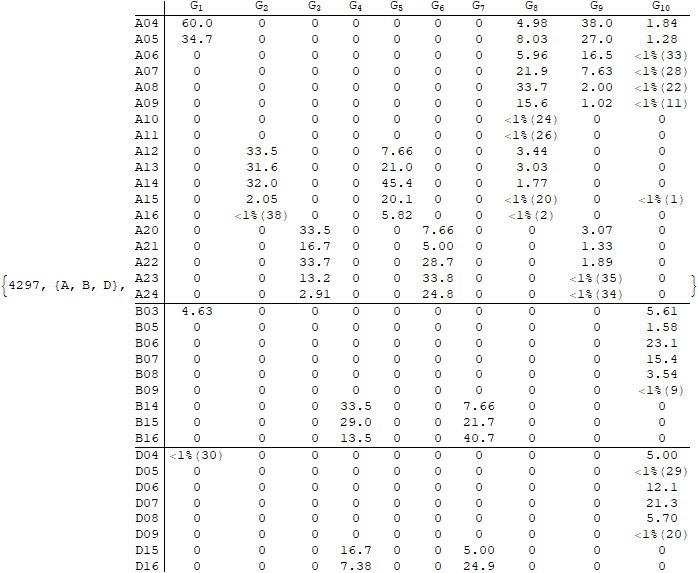 G1 G2 G3 G4 G5 G6 G7 G8 G9 G10
A04 60.0 0 0 0 0 0 0 4.98 38.0 1.84
A05 34.7 0 0 0 0 0 0 8.03 27.0 1.28
A06 0 0 0 0 0 0 0 5.96 16.5 <1%(33)
A07 0 0 0 0 0 0 0 21.9 7.63 <1%(28)
A08 0 0 0 0 0 0 0 33.7 2.00 <1%(22)
A09 0 0 0 0 0 0 0 15.6 1.02 <1%(11)
A10 0 0 0 0 0 0 0 <1%(24) 0 0
A11 0 0 0 0 0 0 0 <1%(26) 0 0
A12 0 33.5 0 0 7.66 0 0 3.44 0 0
A13 0 31.6 0 0 21.0 0 0 3.03 0 0
A14 0 32.0 0 0 45.4 0 0 1.77 0 0
A15 0 2.05 0 0 20.1 0 0 <1%(20) 0 <1%(1)
A16 0 <1%(38) 0 0 5.82 0 0 <1%(2) 0 0
A20 0 0 33.5 0 0 7.66 0 0 3.07 0
A21 0 0 16.7 0 0 5.00 0 0 1.33 0
A22 0 0 33.7 0 0 28.7 0 0 1.89 0
{4297, {A, B, D}, A23 0 0 13.2 0 0 33.8 0 0 <1%(35) 0 }
A24 0 0 2.91 0 0 24.8 0 0 <1%(34) 0
B03 4.63 0 0 0 0 0 0 0 0 5.61
B05 0 0 0 0 0 0 0 0 0 1.58
B06 0 0 0 0 0 0 0 0 0 23.1
B07 0 0 0 0 0 0 0 0 0 15.4
B08 0 0 0 0 0 0 0 0 0 3.54
B09 0 0 0 0 0 0 0 0 0 <1%(9)
B14 0 0 0 33.5 0 0 7.66 0 0 0
B15 0 0 0 29.0 0 0 21.7 0 0 0
B16 0 0 0 13.5 0 0 40.7 0 0 0
D04 <1%(30) 0 0 0 0 0 0 0 0 5.00
D05 0 0 0 0 0 0 0 0 0 <1%(29)
D06 0 0 0 0 0 0 0 0 0 12.1
D07 0 0 0 0 0 0 0 0 0 21.3
D08 0 0 0 0 0 0 0 0 0 5.70
D09 0 0 0 0 0 0 0 0 0 <1%(20)
D15 0 0 0 16.7 0 0 5.00 0 0 0
D16 0 0 0 7.38 0 0 24.9 0 0 0